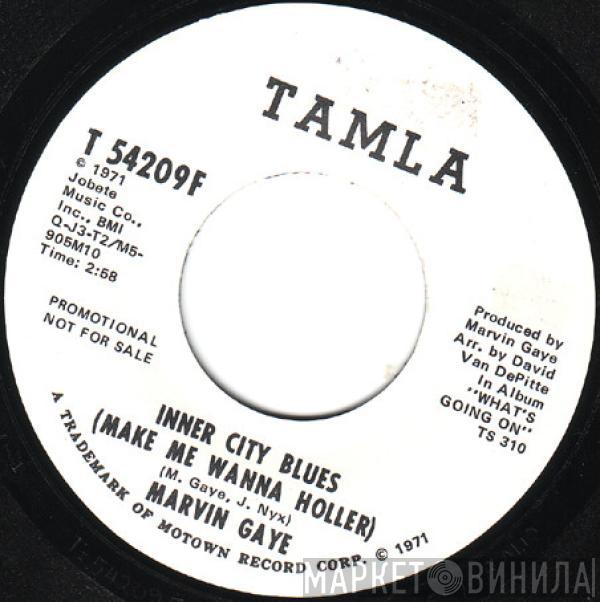 TAMLA
T 54209F
© 1971
Jobete
Music Co.,
Inc., BMI
Q-J3-T2/M5-
905M10
Time: 2:58
PROMOTIONAL
NOT FOR SALE
Produced by
Marvin Gaye
Arr. by David
Van DePitte
In Album
"WHAT'S
GOING ON"
TS 310
INNER CITY BLUES
(MAKE ME WANNA HOLLER)
(M. Gaye, J. Nyx)
MARVIN GAYE
A TRADEMARK OF MOTOWN RECORD CORP. © 1971
МАРКЕТ ВИНИЛА